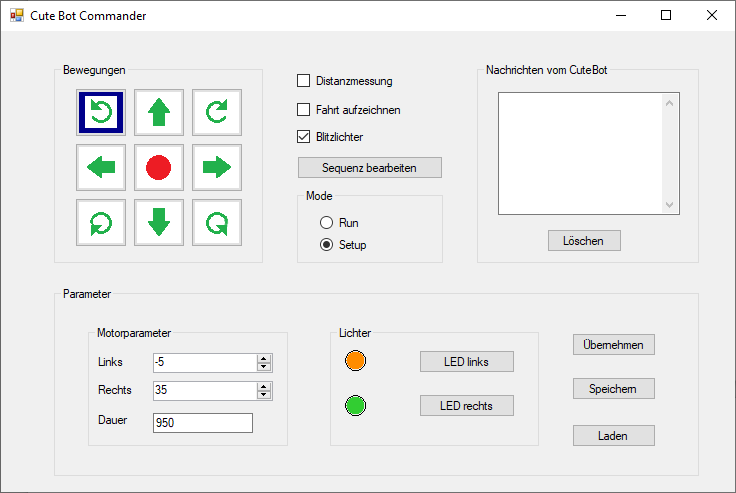 Cute Bot Commander
Bewegungen
Distanzmessung
Fahrt aufzeichnen
Blitzlichter
Sequenz bearbeiten
Mode
Run
Setup
Nachrichten vom CuteBot
Löschen
Parameter
Motorparameter
Links -5
Rechts 35
Dauer 950
Lichter
LED links
LED rechts
Übernehmen
Speichern
Laden